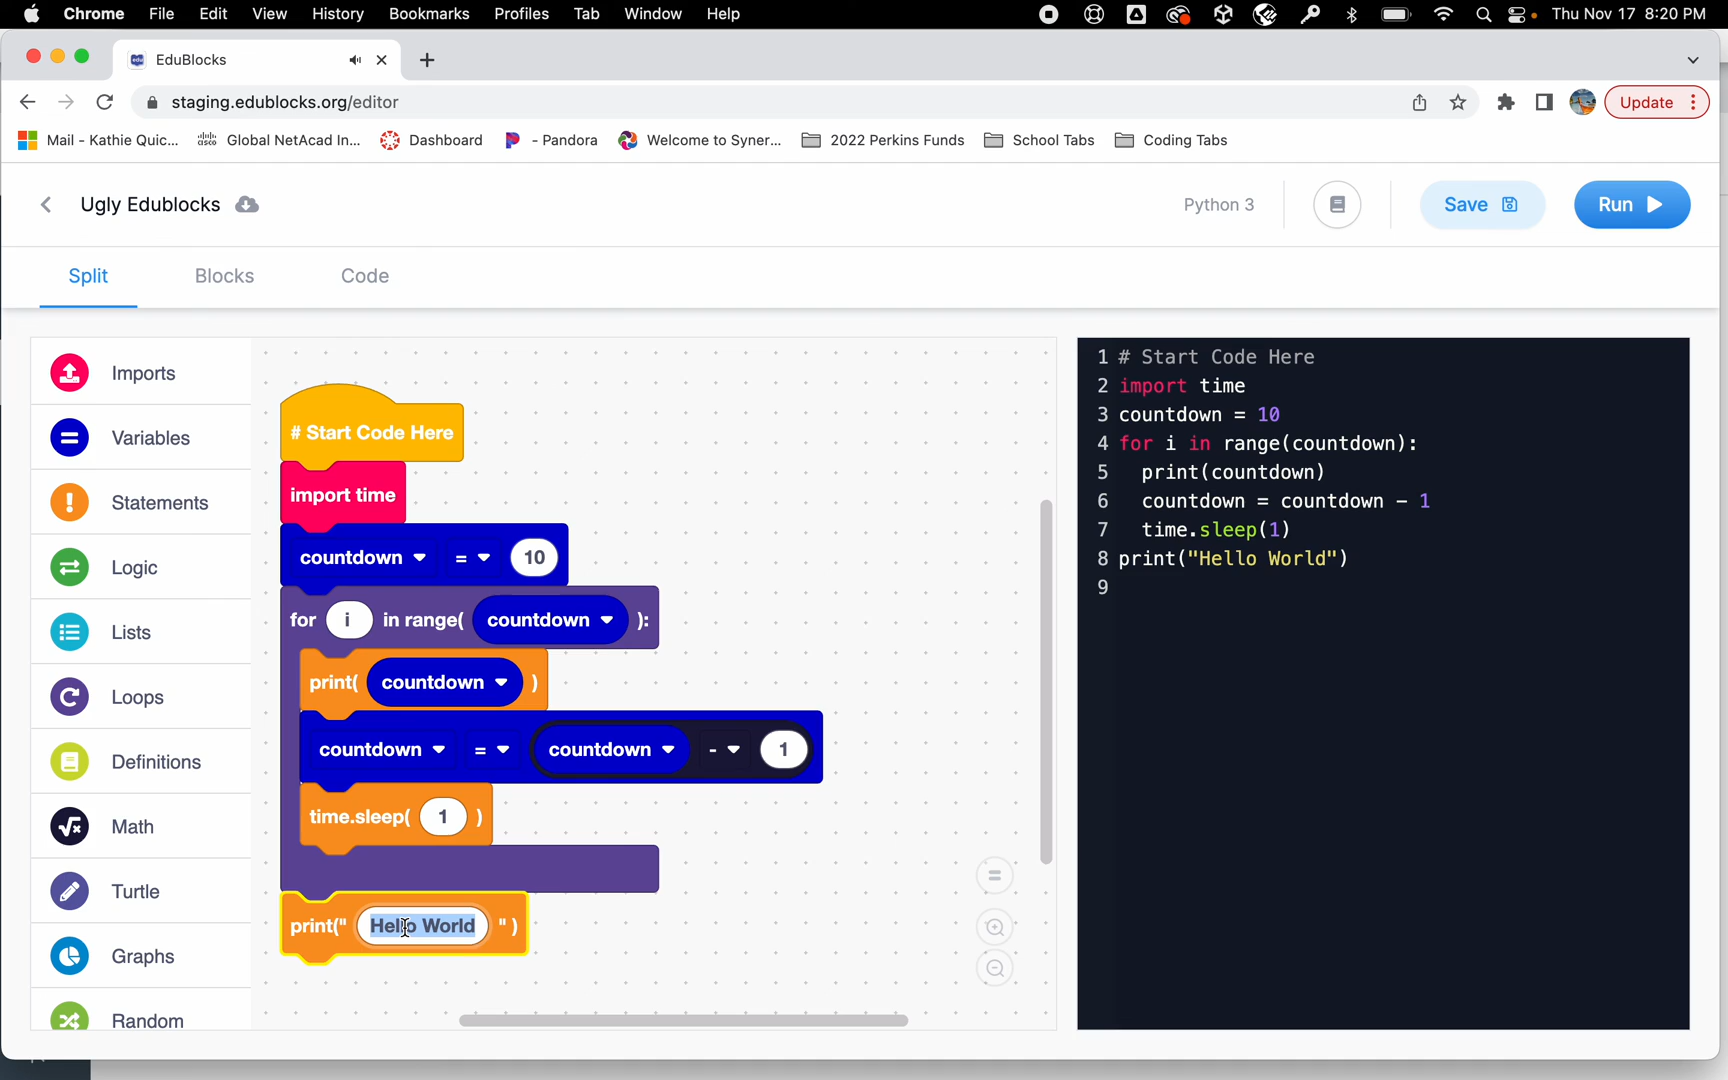 Chrome File Edit View History Bookmarks Profiles Tab Window Help Thu Nov 17 8:20 PM
EduBlocks
staging.edublocks.org/editor Update
Mail - Kathie Quic... Global NetAcad In... Dashboard - Pandora Welcome to Syner... 2022 Perkins Funds School Tabs Coding Tabs
Ugly Edublocks Python 3 Save Run
Split Blocks Code
Imports
Variables
Statements
Logic
Lists
Loops
Definitions
Math
Turtle
Graphs
Random
# Start Code Here
import time
countdown = 10
for i in range( countdown ):
print( countdown )
countdown = countdown - 1
time.sleep( 1 )
print(" Hello World ")
1 # Start Code Here
2 import time
3 countdown = 10
4 for i in range(countdown):
5 print(countdown)
6 countdown = countdown - 1
7 time.sleep(1)
8 print("Hello World")
9